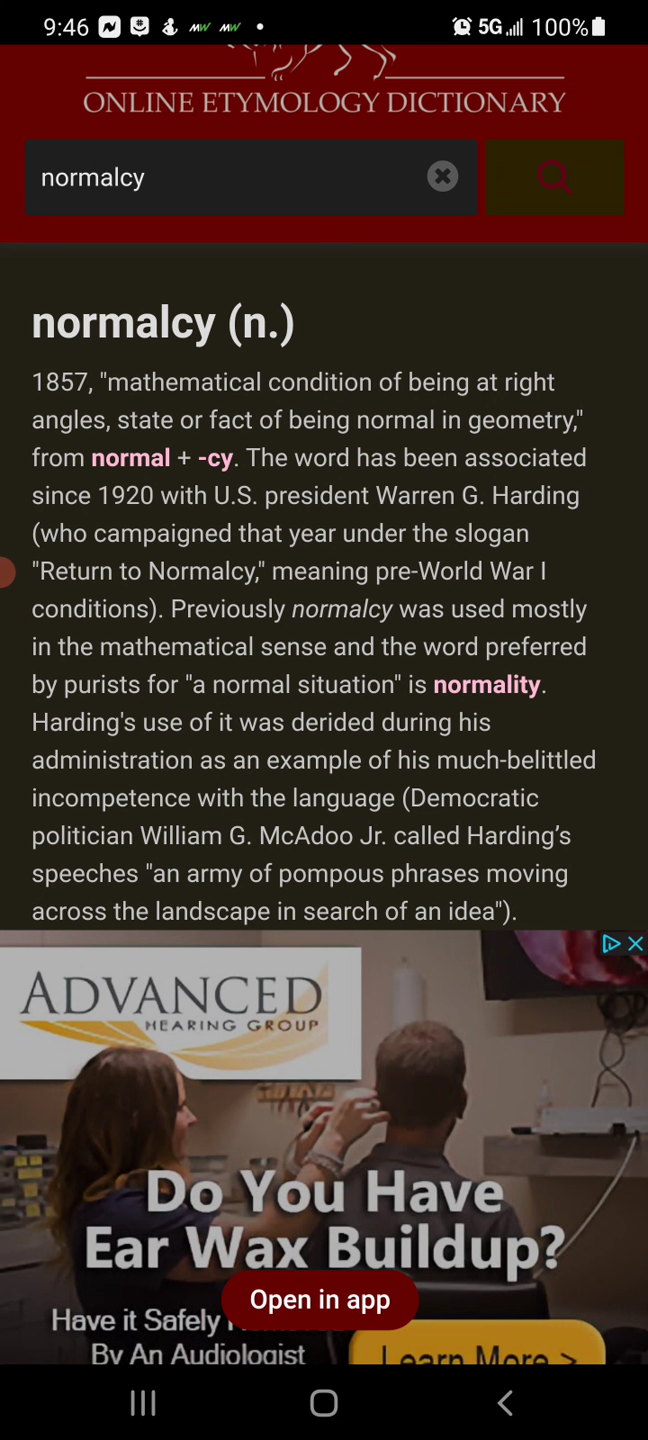 9:46
5G 100%
ONLINE ETYMOLOGY DICTIONARY
normalcy
normalcy (n.)
1857, "mathematical condition of being at right
angles, state or fact of being normal in geometry,"
from normal + -cy. The word has been associated
since 1920 with U.S. president Warren G. Harding
(who campaigned that year under the slogan
"Return to Normalcy," meaning pre-World War I
conditions). Previously normalcy was used mostly
in the mathematical sense and the word preferred
by purists for "a normal situation" is normality.
Harding's use of it was derided during his
administration as an example of his much-belittled
incompetence with the language (Democratic
politician William G. McAdoo Jr. called Harding’s
speeches "an army of pompous phrases moving
across the landscape in search of an idea").
ADVANCED
HEARING GROUP
Do You Have
Ear Wax Buildup?
Open in app
Have it Safely
By An Audiologist
Learn More >